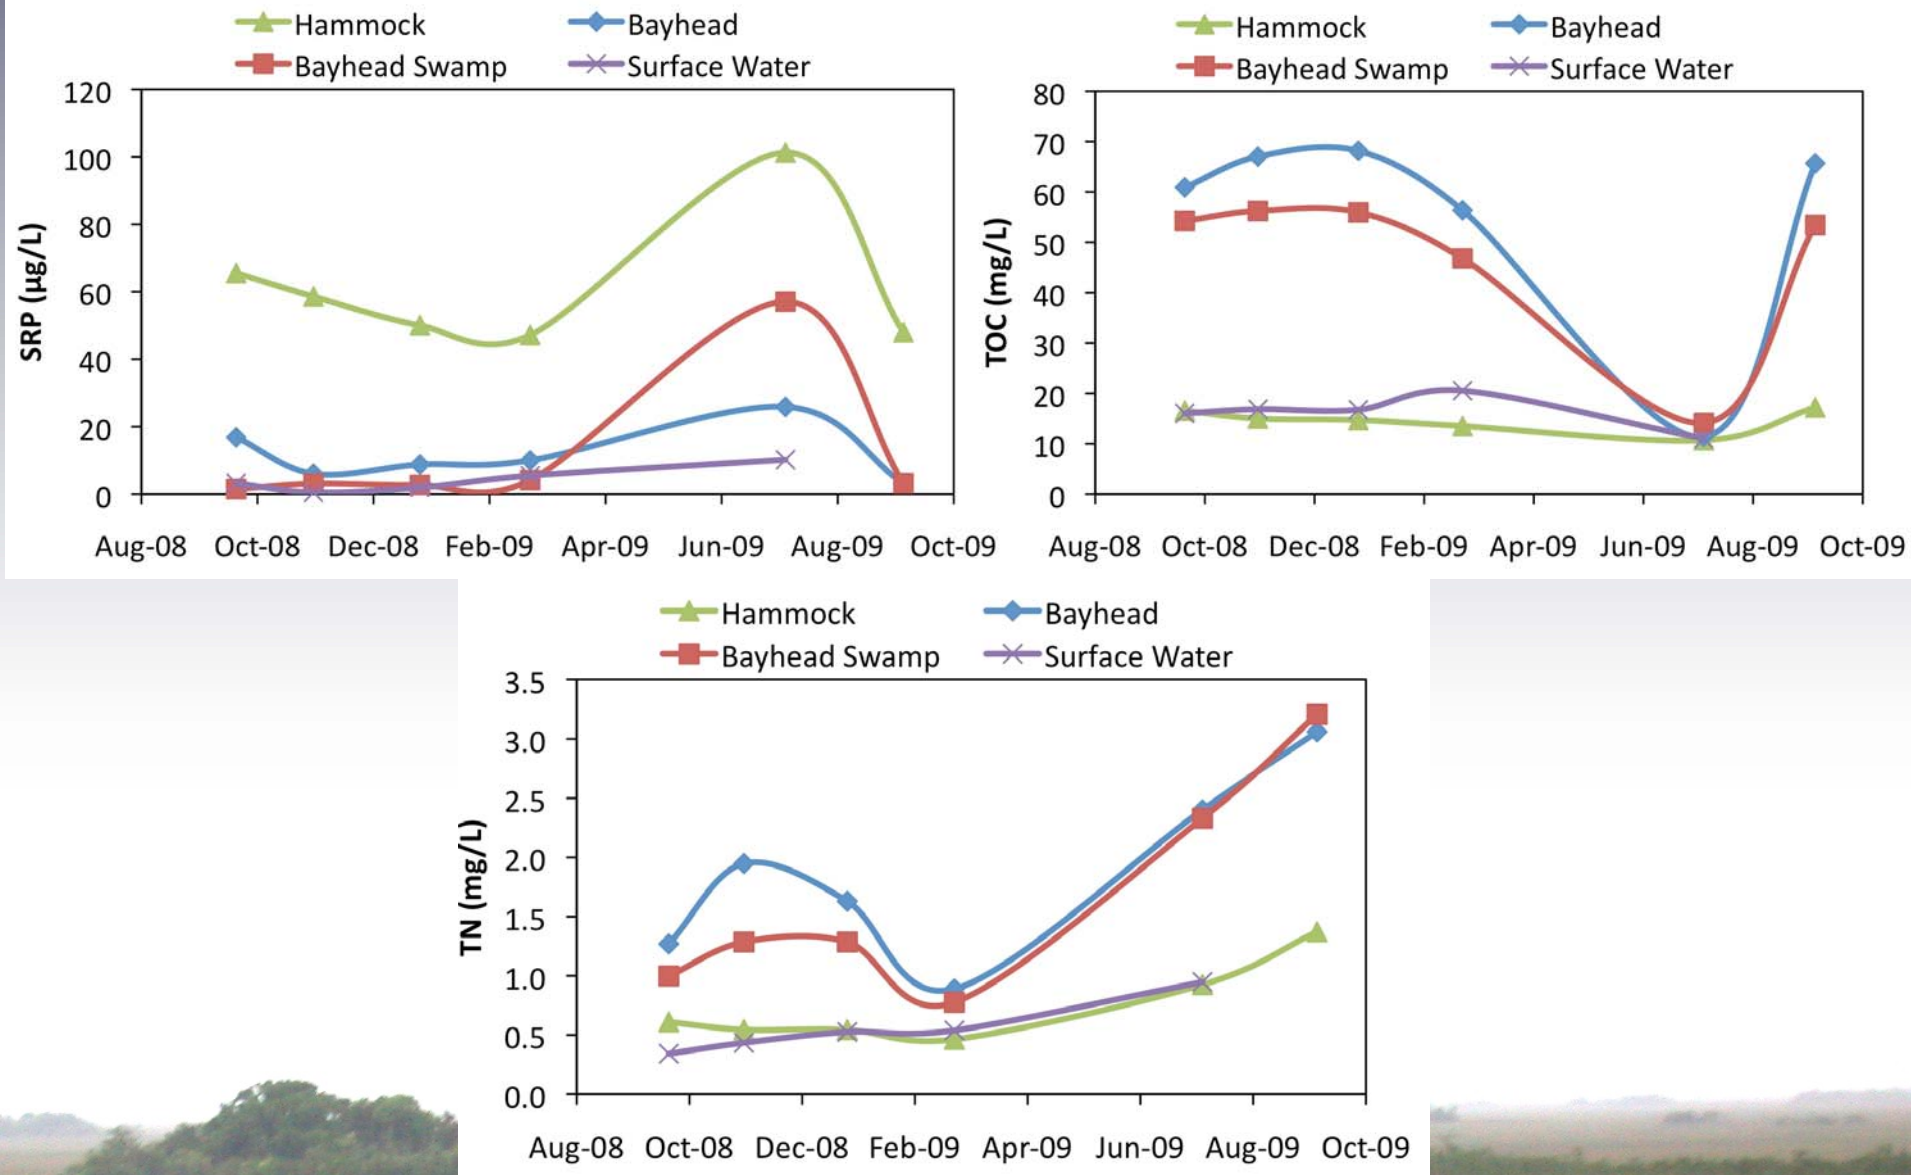 Hammock Bayhead
Bayhead Swamp Surface Water
120
100
80
60
40
20
0
SRP (µg/L)
Aug-08 Oct-08 Dec-08 Feb-09 Apr-09 Jun-09 Aug-09 Oct-09
Hammock Bayhead
Bayhead Swamp Surface Water
80
70
60
50
40
30
20
10
0
TOC (mg/L)
Aug-08 Oct-08 Dec-08 Feb-09 Apr-09 Jun-09 Aug-09 Oct-09
Hammock Bayhead
Bayhead Swamp Surface Water
3.5
3.0
2.5
2.0
1.5
1.0
0.5
0.0
TN (mg/L)
Aug-08 Oct-08 Dec-08 Feb-09 Apr-09 Jun-09 Aug-09 Oct-09